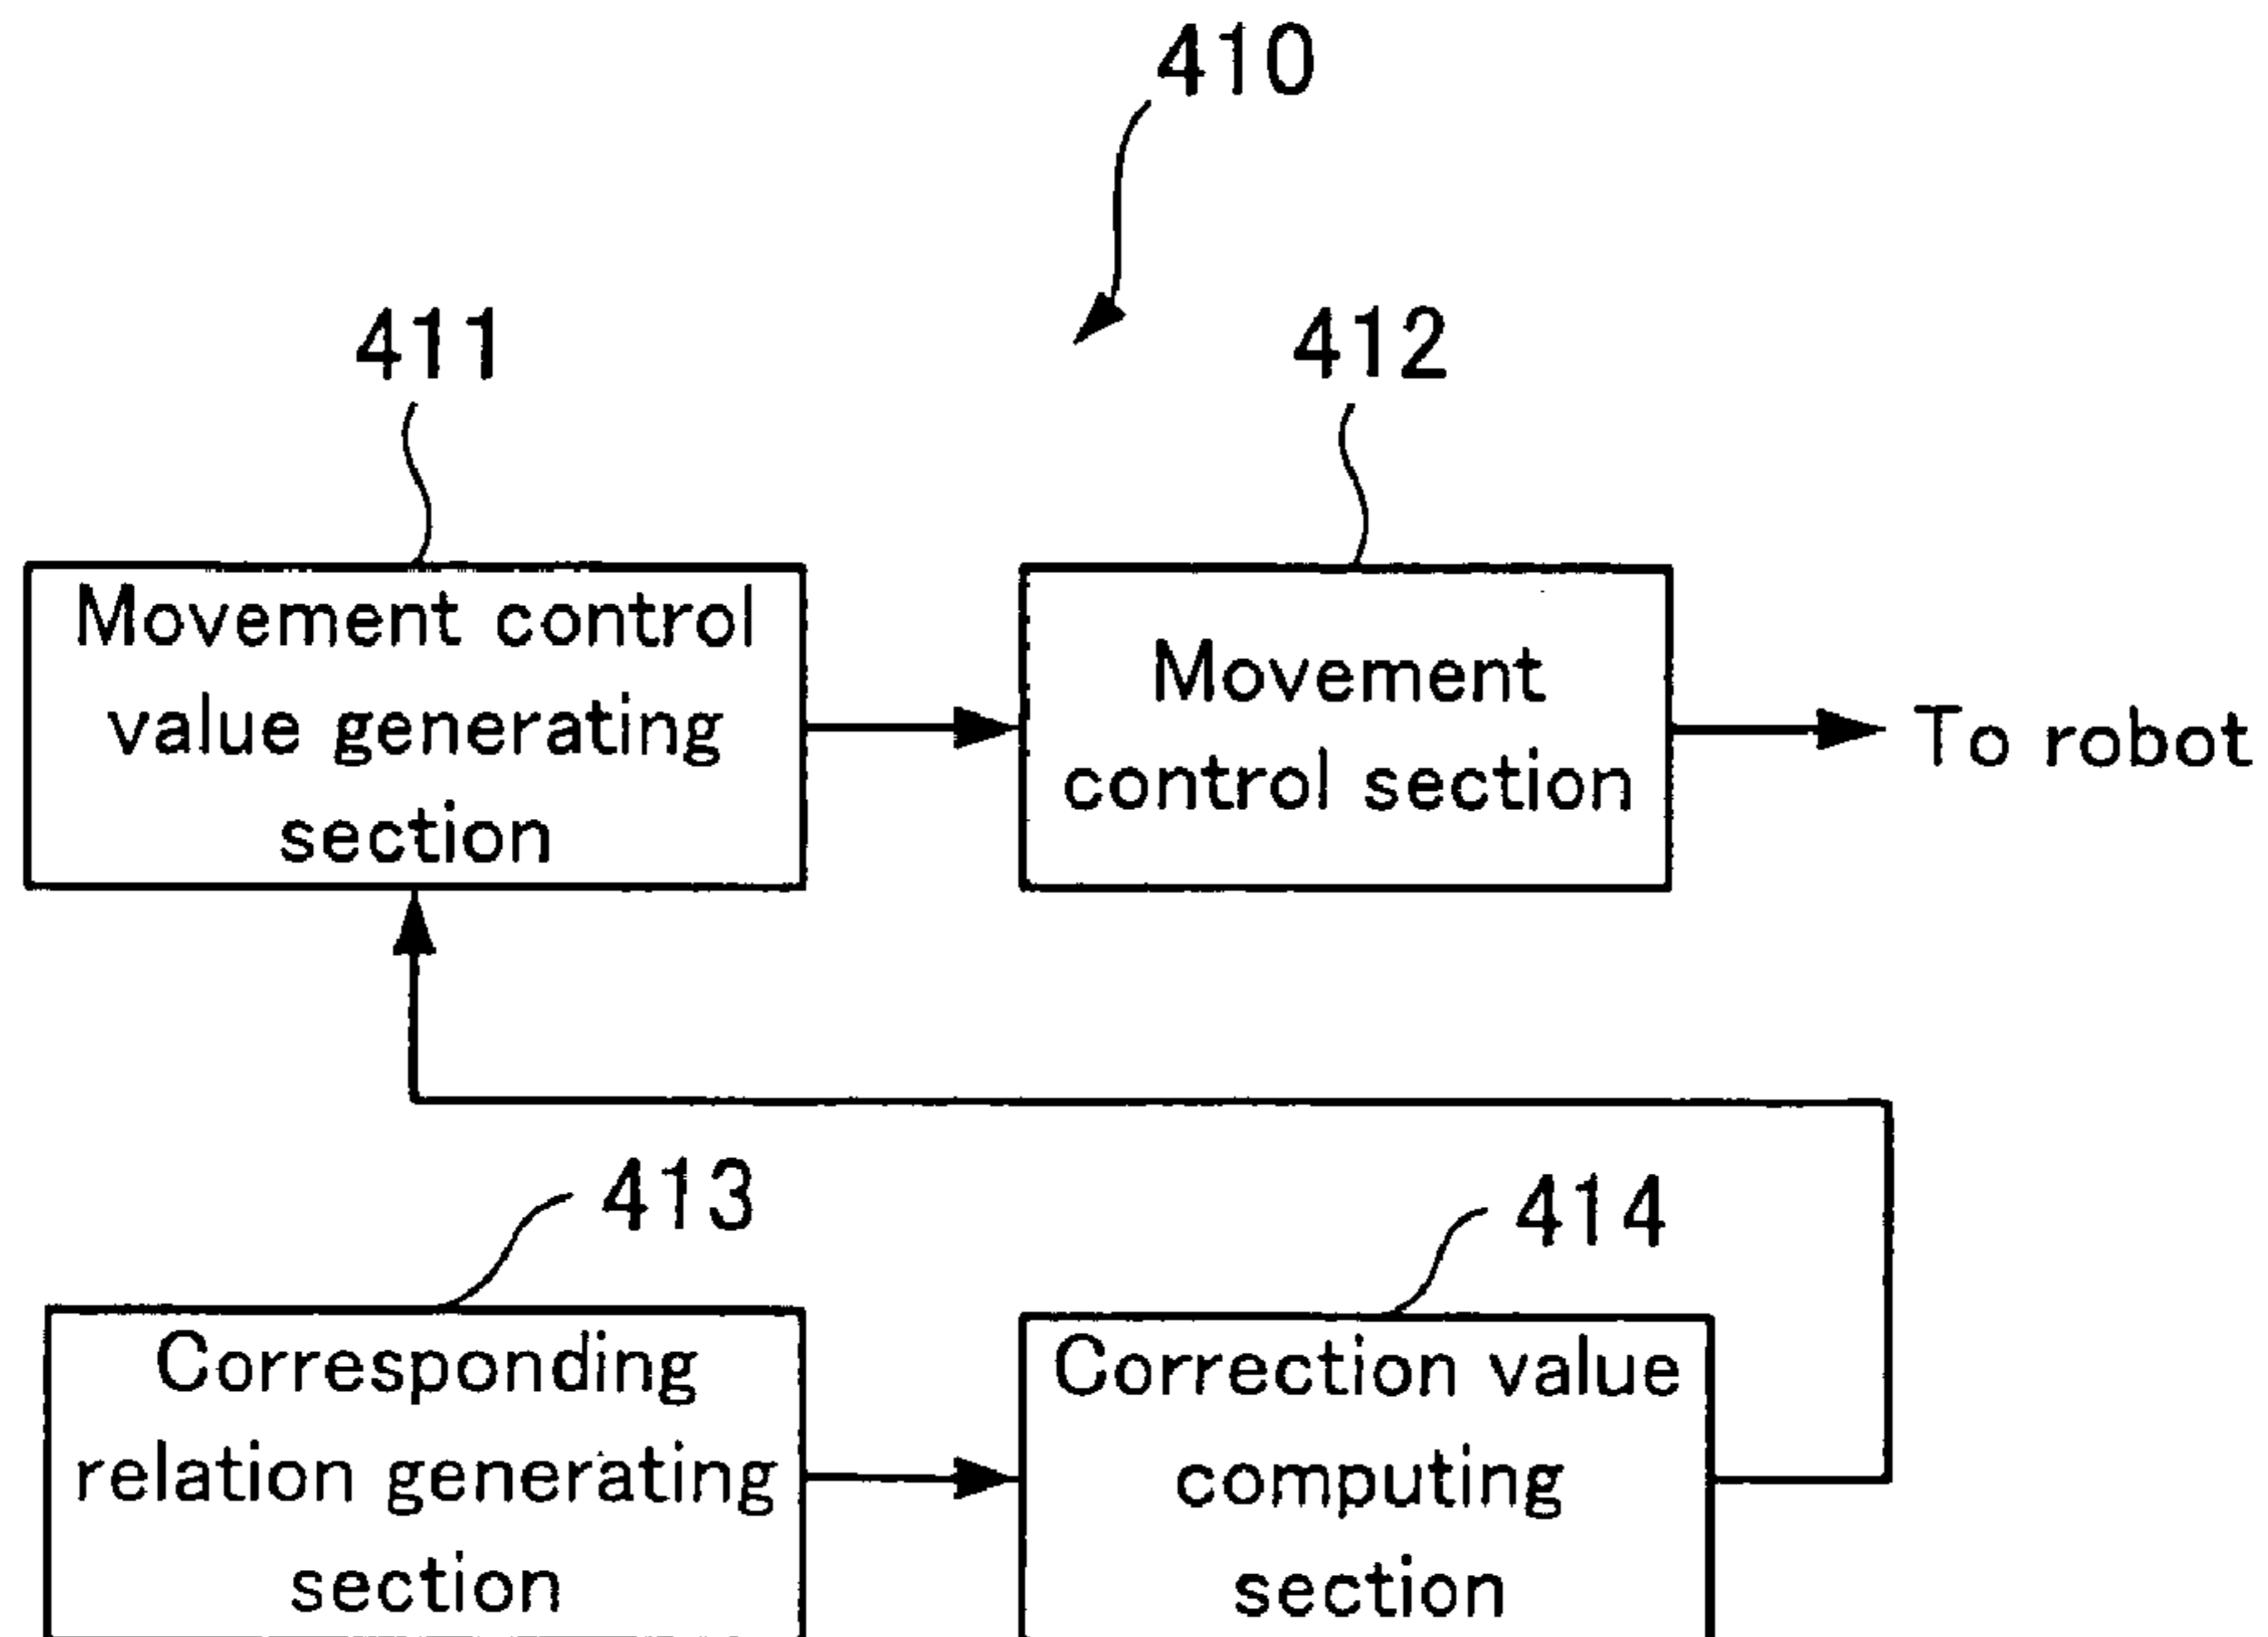 410
411
412
Movement control
value generating
section
Movement
control section
To robot
413
414
Corresponding
relation generating
section
Correction value
computing
section